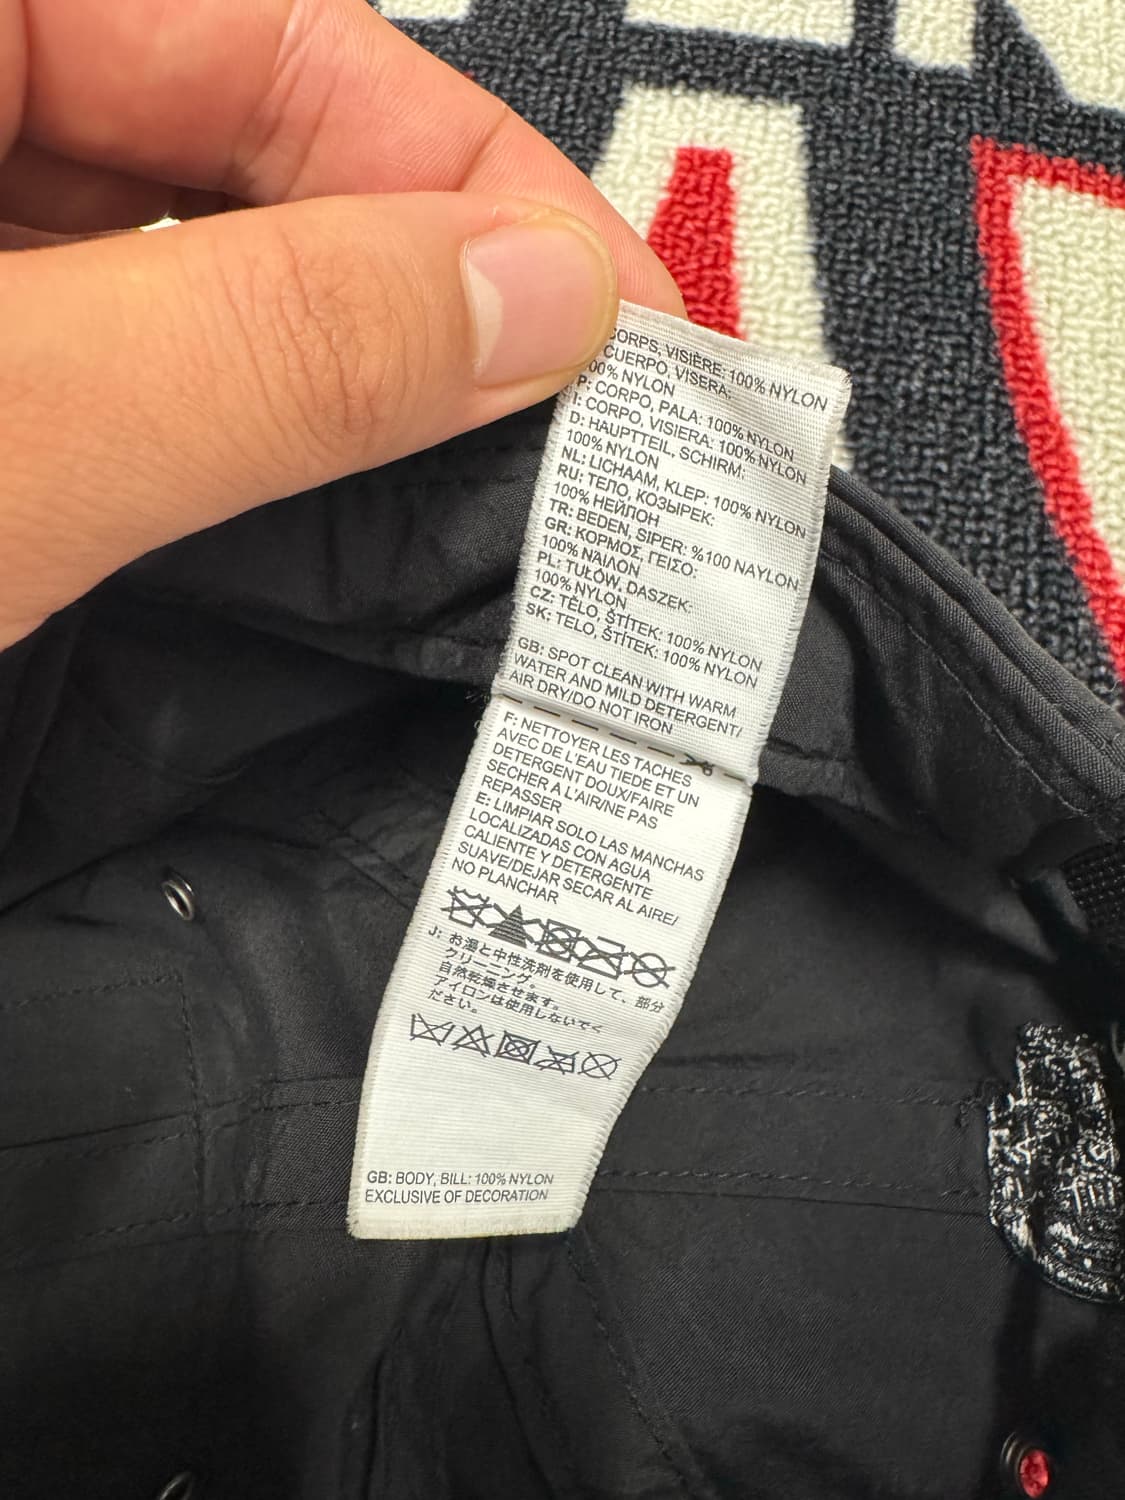 CORPS, VISIÈRE: 100% NYLON
CUERPO, VISERA:
100% NYLON
P: CORPO, PALA: 100% NYLON
I: CORPO, VISIERA: 100% NYLON
D: HAUPTTEIL, SCHIRM:
100% NYLON
NL: LICHAAM, KLEP: 100% NYLON
RU: ТЕЛО, КОЗЫРЕК:
100% НЕЙЛОН
TR: BEDEN, SIPER: %100 NAYLON
GR: ΚΟΡΜΟΣ, ΓΕΙΣΟ:
100% ΝΑΙΛΟΝ
PL: TUŁÓW, DASZEK:
100% NYLON
CZ: TĚLO, ŠTÍTEK: 100% NYLON
SK: TELO, ŠTÍTEK: 100% NYLON
GB: SPOT CLEAN WITH WARM
WATER AND MILD DETERGENT/
AIR DRY/DO NOT IRON
F: NETTOYER LES TACHES
AVEC DE L'EAU TIEDE ET UN
DETERGENT DOUX/FAIRE
SECHER A L'AIR/NE PAS
REPASSER
E: LIMPIAR SOLO LAS MANCHAS
LOCALIZADAS CON AGUA
CALIENTE Y DETERGENTE
SUAVE/DEJAR SECAR AL AIRE/
NO PLANCHAR
J: お湯と中性洗剤を使用して、部分
クリーニング。
自然乾燥させます。
アイロンは使用しないでく
ださい。
GB: BODY, BILL: 100% NYLON
EXCLUSIVE OF DECORATION